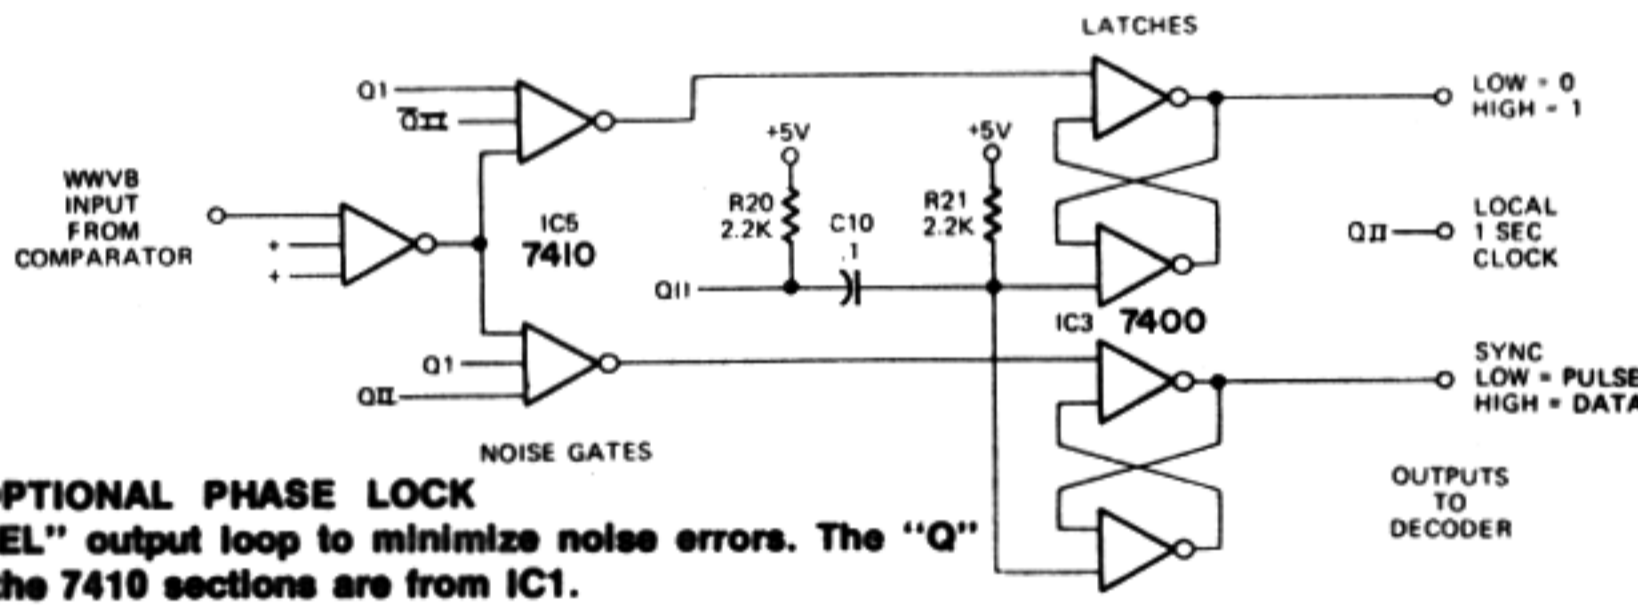 LATCHES
Q1
Q̅II
+5V
+5V
LOW = 0
HIGH = 1
WWVB
INPUT
FROM
COMPARATOR
+
+
IC5
7410
R20
2.2K
C10
.1
R21
2.2K
QII
QII
LOCAL
1 SEC
CLOCK
IC3 7400
Q1
QII
SYNC
LOW = PULSE
HIGH = DATA
NOISE GATES
OUTPUTS
TO
DECODER
OPTIONAL PHASE LOCK
EL" output loop to minimize noise errors. The "Q"
the 7410 sections are from IC1.